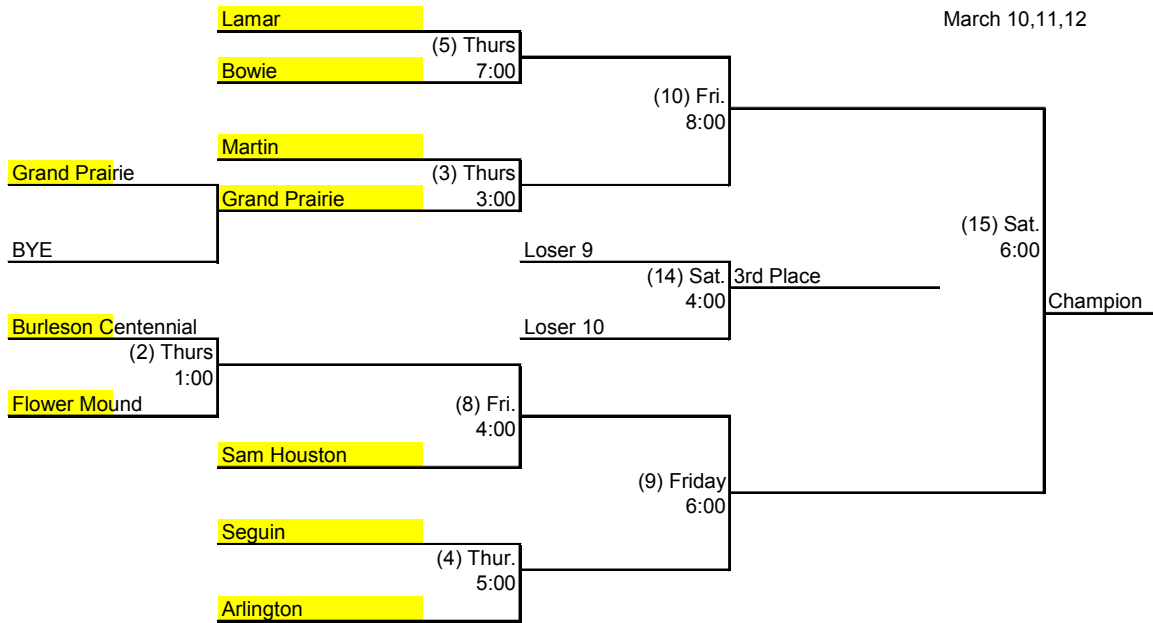 Lamar
March 10,11,12
(5) Thurs
7:00
Bowie
(10) Fri.
8:00
Martin
Grand Prairie
(3) Thurs
3:00
Grand Prairie
(15) Sat.
6:00
BYE
Loser 9
(14) Sat.
4:00
3rd Place
Champion
Burleson Centennial
Loser 10
(2) Thurs
1:00
Flower Mound
(8) Fri.
4:00
Sam Houston
(9) Friday
6:00
Seguin
(4) Thur.
5:00
Arlington